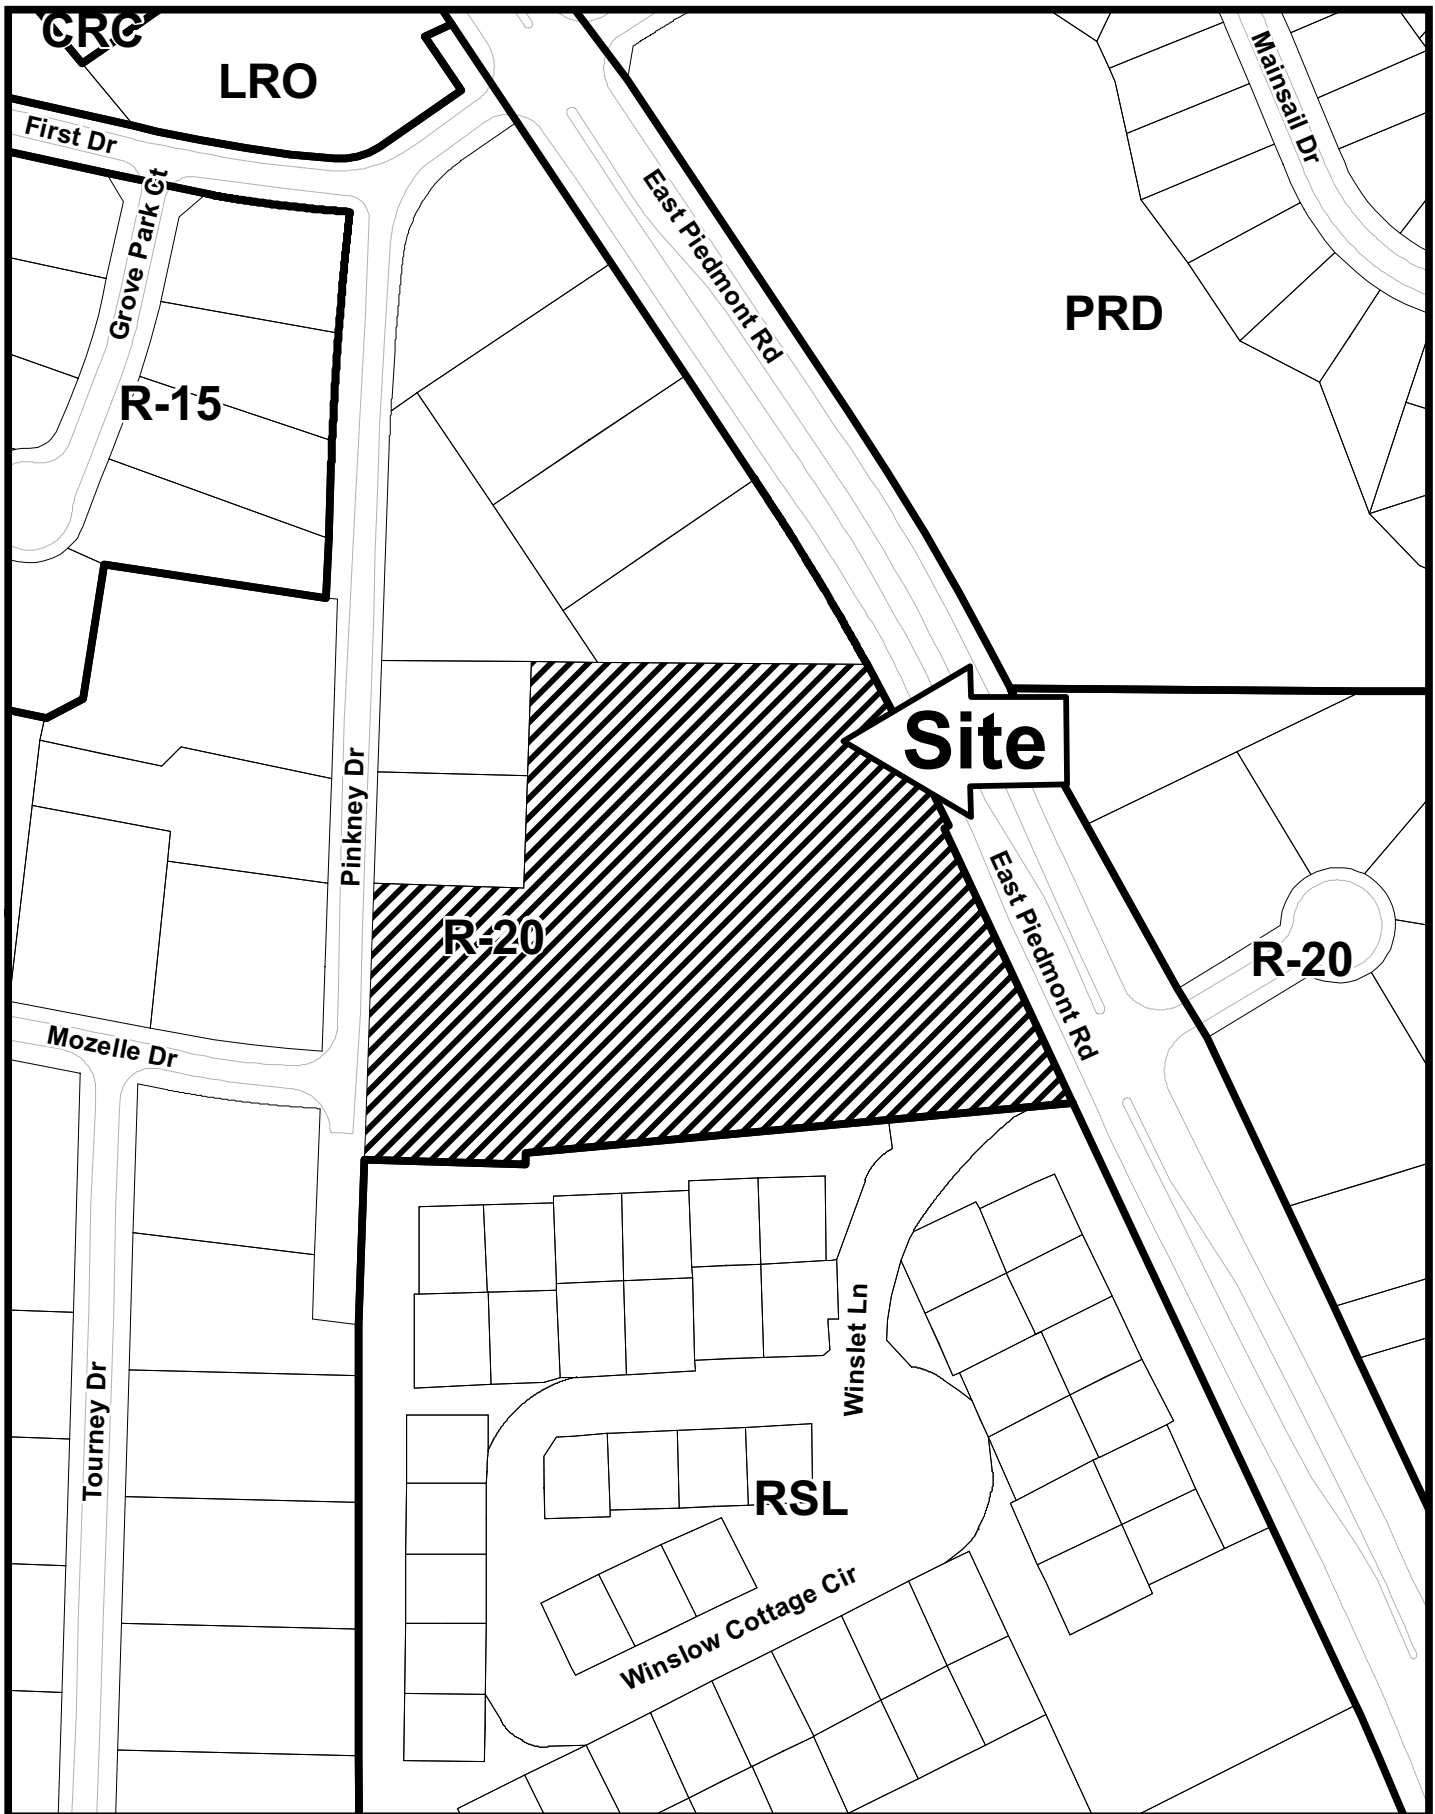 CRC
LRO
First Dr
Mainsail Dr
Grove Park Ct
East Piedmont Rd
PRD
R-15
Site
Pinkney Dr
East Piedmont Rd
R-20
R-20
Mozelle Dr
Winslet Ln
Tourney Dr
RSL
Winslow Cottage Cir